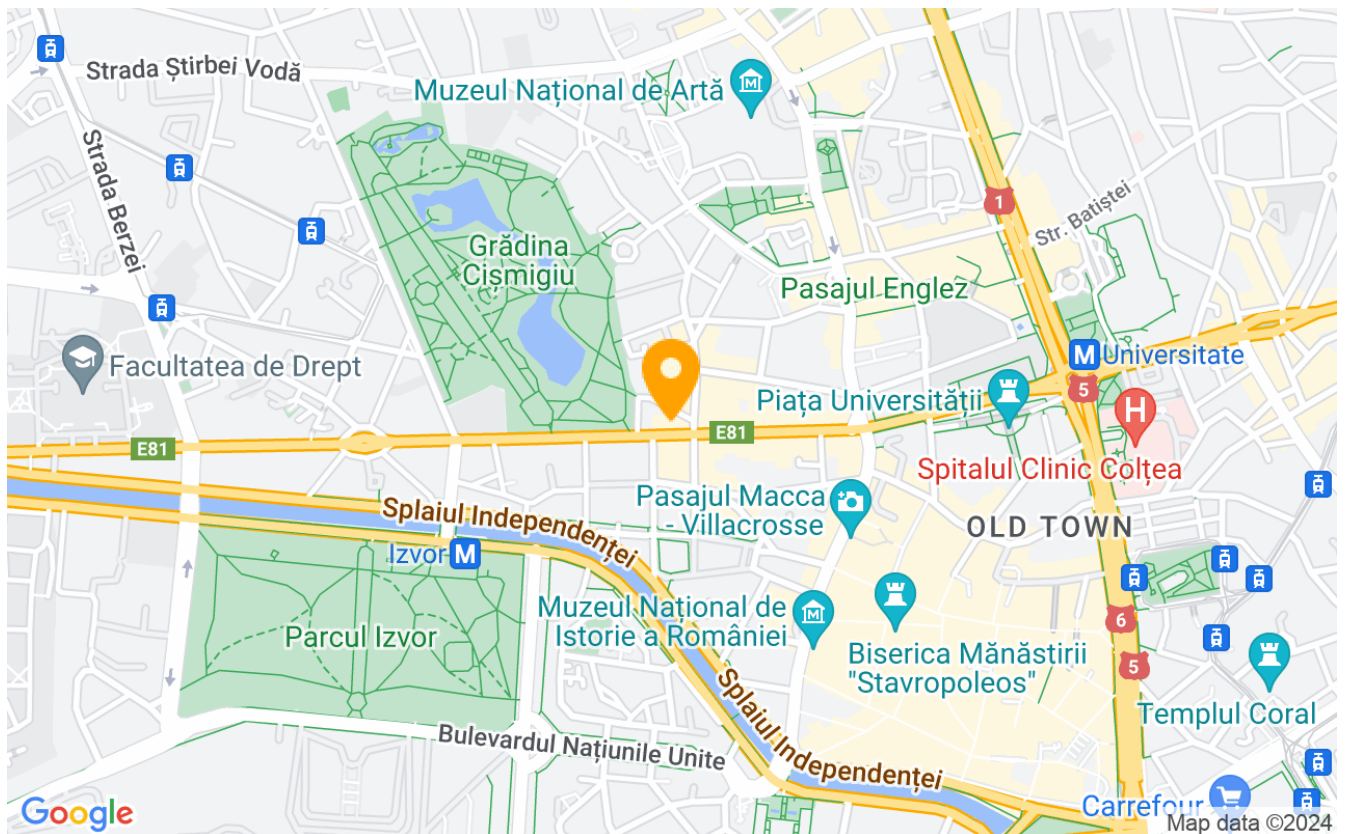 Strada Știrbei Vodă
Muzeul Național de Artă
Strada Berzei
1
Str. Batiștei
Grădina
Cișmigiu
Pasajul Englez
M Universitate
Facultatea de Drept
5
Piața Universității
H
E81
E81
Spitalul Clinic Colțea
Pasajul Macca
- Villacrosse
Splaiul Independenței
OLD TOWN
Izvor M
Muzeul Național de
Istorie a României
6
Parcul Izvor
Biserica Mănăstirii
"Stavropoleos"
5
Splaiul Independenței
Templul Coral
Bulevardul Națiunile Unite
Carrefour
Google
Map data ©2024